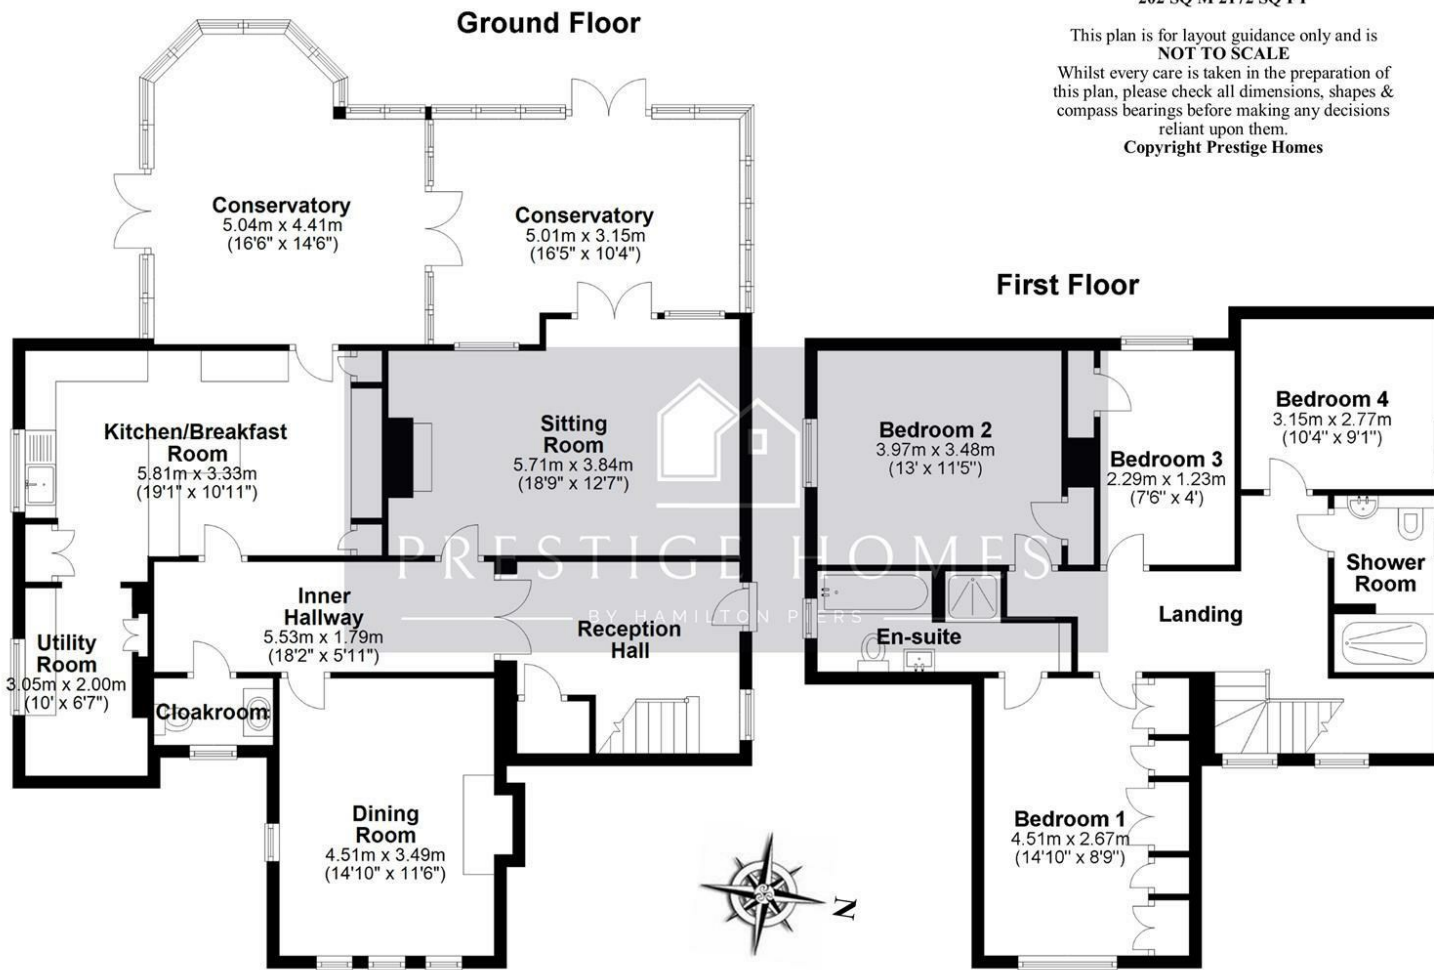 Ground Floor
202 SQ M 2172 SQ FT
This plan is for layout guidance only and is
NOT TO SCALE
Whilst every care is taken in the preparation of
this plan, please check all dimensions, shapes &
compass bearings before making any decisions
reliant upon them.
Copyright Prestige Homes
Conservatory
5.04m x 4.41m
(16'6" x 14'6")
Conservatory
5.01m x 3.15m
(16'5" x 10'4")
Kitchen/Breakfast
Room
5.81m x 3.33m
(19'1" x 10'11")
Sitting
Room
5.71m x 3.84m
(18'9" x 12'7")
Inner
Hallway
5.53m x 1.79m
(18'2" x 5'11")
Reception
Hall
Utility
Room
3.05m x 2.00m
(10' x 6'7")
Cloakroom
Dining
Room
4.51m x 3.49m
(14'10" x 11'6")
First Floor
Bedroom 2
3.97m x 3.48m
(13' x 11'5")
Bedroom 3
2.29m x 1.23m
(7'6" x 4')
Bedroom 4
3.15m x 2.77m
(10'4" x 9'1")
Shower
Room
Landing
En-suite
Bedroom 1
4.51m x 2.67m
(14'10" x 8'9")
N
PRESTIGE HOMES
BY HAMILTON PIERS